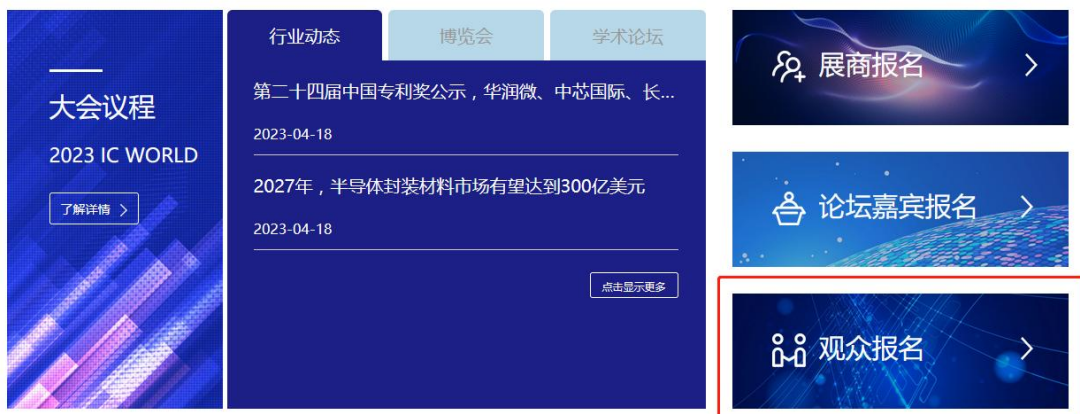 大会议程
2023 IC WORLD
了解详情
行业动态
博览会
学术论坛
第二十四届中国专利奖公示，华润微、中芯国际、长...
2023-04-18
2027年，半导体封装材料市场有望达到300亿美元
2023-04-18
点击显示更多
展商报名
论坛嘉宾报名
观众报名